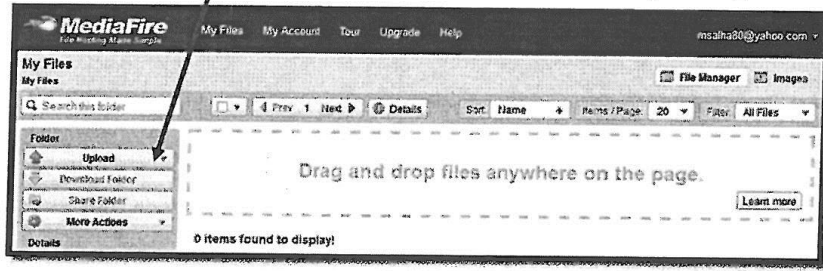 MediaFire My Files My Account Tour Upgrade Help msalha80@yahoo.com
File Hosting Made Simple
My Files
My Files
File Manager Images
Search this folder Prev 1 Next Details Sort: Name Items / Page: 20 Filter: All Files
Folder
Upload
Download Folder
Share Folder
More Actions
Details
Drag and drop files anywhere on the page.
Learn more
0 items found to display!